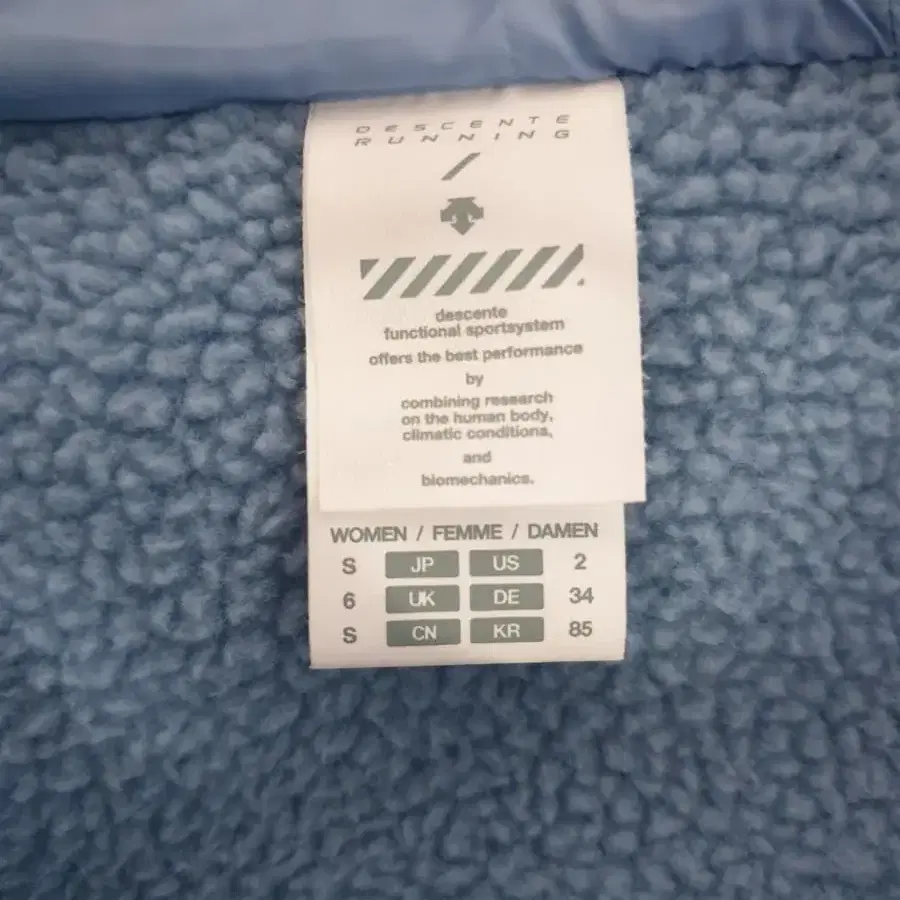 DESCENTE
RUNNING
descente
functional sportsystem
offers the best performance
by
combining research
on the human body,
climatic conditions,
and
biomechanics.
WOMEN / FEMME / DAMEN
S JP US 2
6 UK DE 34
S CN KR 85